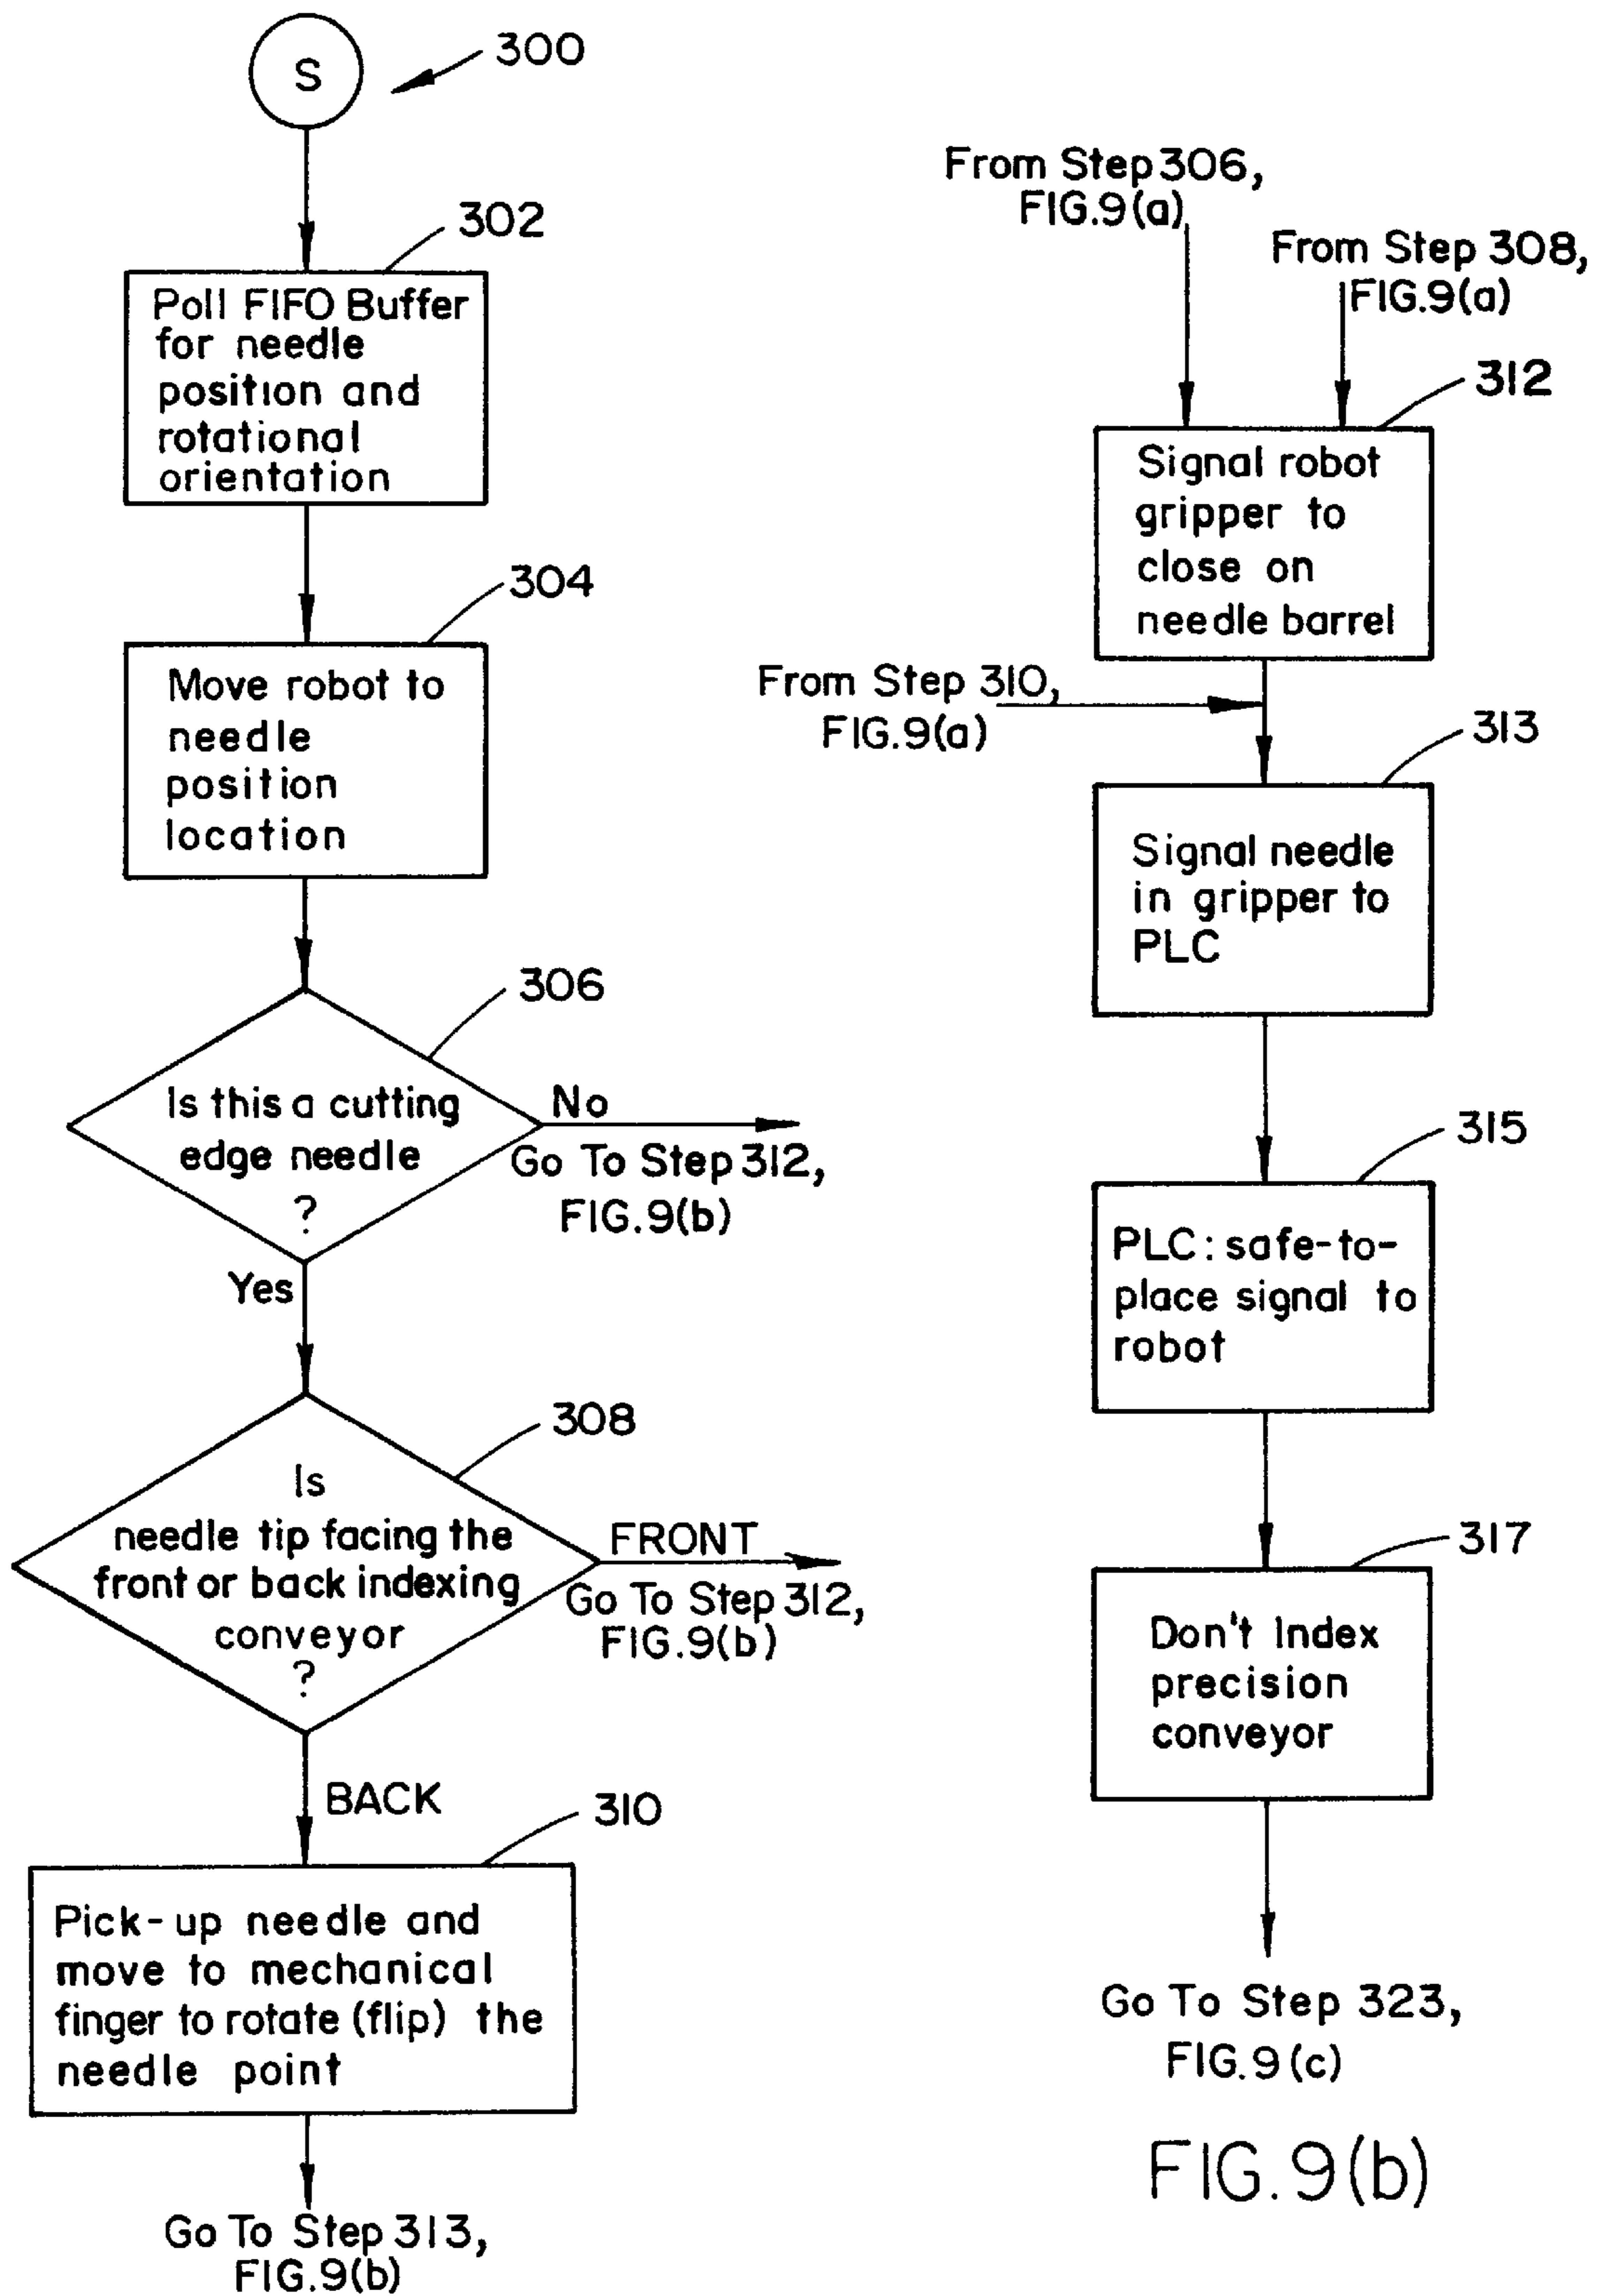 S
300
302
Poll FIFO Buffer
for needle
position and
rotational
orientation
304
Move robot to
needle
position
location
306
Is this a cutting
edge needle
?
No
Go To Step 312,
FIG.9(b)
Yes
308
Is
needle tip facing the
front or back indexing
conveyor
?
FRONT
Go To Step 312,
FIG.9(b)
BACK
310
Pick-up needle and
move to mechanical
finger to rotate (flip) the
needle point
Go To Step 313,
FIG.9(b)
From Step 306,
FIG.9(a)
From Step 308,
FIG.9(a)
312
Signal robot
gripper to
close on
needle barrel
From Step 310,
FIG.9(a)
313
Signal needle
in gripper to
PLC
315
PLC: safe-to-
place signal to
robot
317
Don't Index
precision
conveyor
Go To Step 323,
FIG.9(c)
FIG. 9(b)